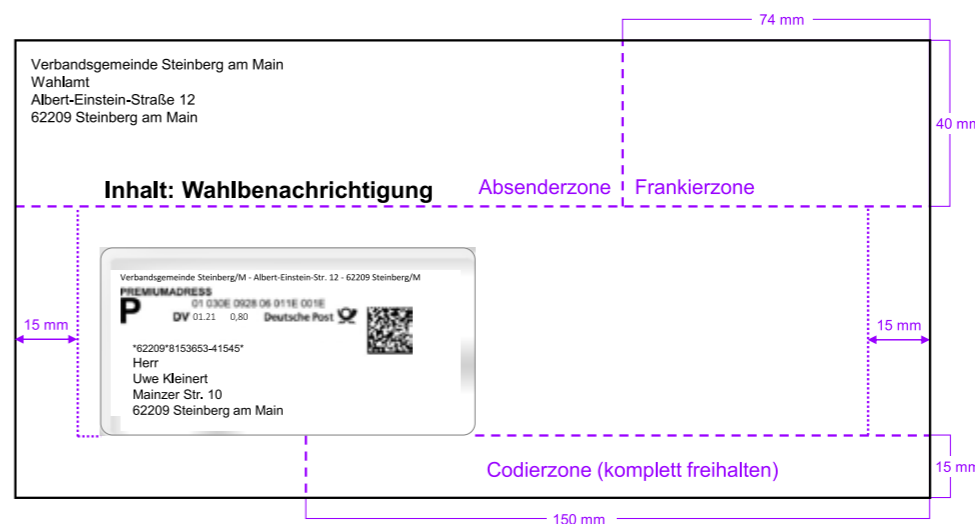 74 mm
Verbandsgemeinde Steinberg am Main
Wahlamt
Albert-Einstein-Straße 12
62209 Steinberg am Main
40 mm
Inhalt: Wahlbenachrichtigung
Absenderzone
Frankierzone
Verbandsgemeinde Steinberg/M - Albert-Einstein-Str. 12 - 62209 Steinberg/M
PREMIUMADRESS
P
01 030E 0928 06 011E 001E
DV 01.21 0,80 Deutsche Post
15 mm
15 mm
*62209*8153653-41545*
Herr
Uwe Kleinert
Mainzer Str. 10
62209 Steinberg am Main
Codierzone (komplett freihalten)
15 mm
150 mm